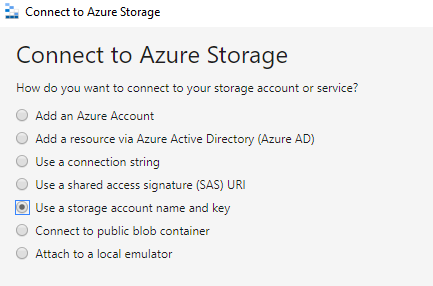 Connect to Azure Storage
Connect to Azure Storage
How do you want to connect to your storage account or service?
Add an Azure Account
Add a resource via Azure Active Directory (Azure AD)
Use a connection string
Use a shared access signature (SAS) URI
Use a storage account name and key
Connect to public blob container
Attach to a local emulator